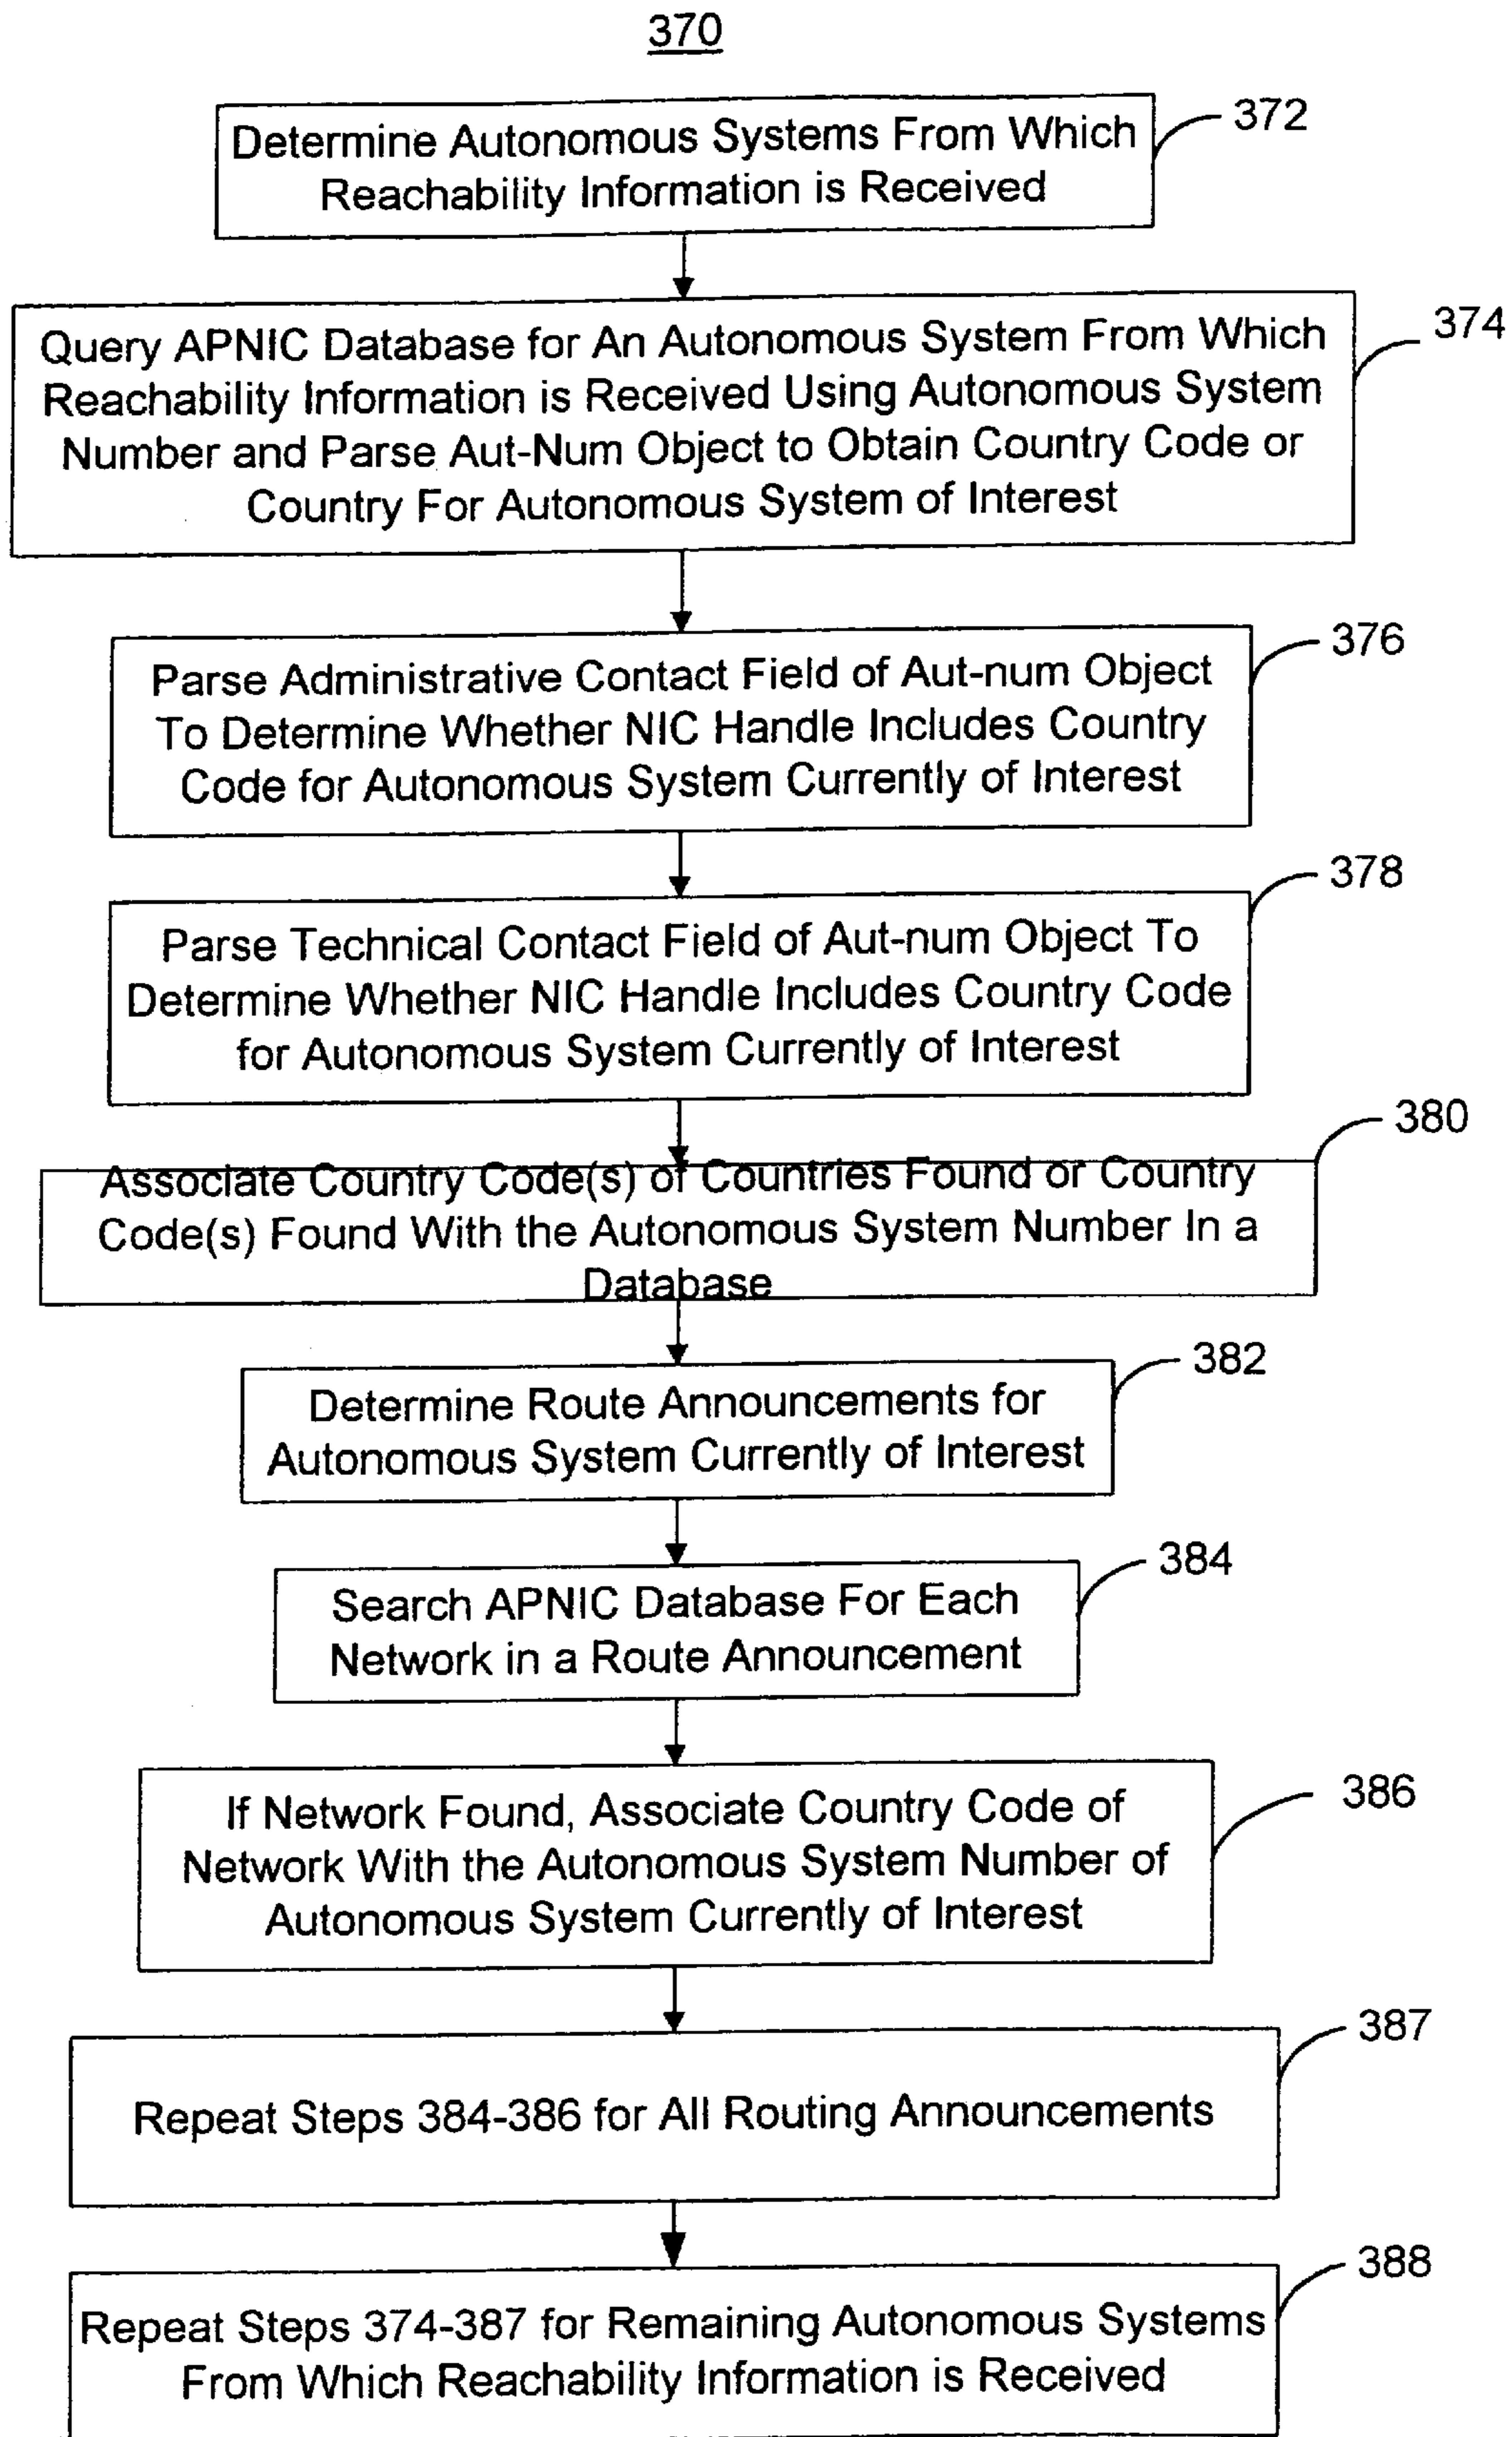 370
Determine Autonomous Systems From Which
Reachability Information is Received
372
Query APNIC Database for An Autonomous System From Which
Reachability Information is Received Using Autonomous System
Number and Parse Aut-Num Object to Obtain Country Code or
Country For Autonomous System of Interest
374
Parse Administrative Contact Field of Aut-num Object
To Determine Whether NIC Handle Includes Country
Code for Autonomous System Currently of Interest
376
Parse Technical Contact Field of Aut-num Object To
Determine Whether NIC Handle Includes Country Code
for Autonomous System Currently of Interest
378
Associate Country Code(s) of Countries Found or Country
Code(s) Found With the Autonomous System Number In a
Database
380
Determine Route Announcements for
Autonomous System Currently of Interest
382
Search APNIC Database For Each
Network in a Route Announcement
384
If Network Found, Associate Country Code of
Network With the Autonomous System Number of
Autonomous System Currently of Interest
386
Repeat Steps 384-386 for All Routing Announcements
387
Repeat Steps 374-387 for Remaining Autonomous Systems
From Which Reachability Information is Received
388